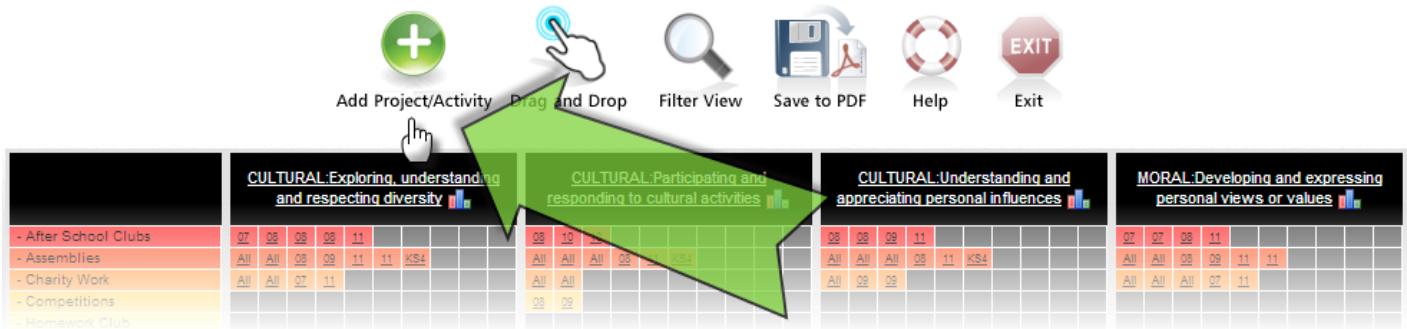 EXIT
Add Project/Activity Drag and Drop Filter View Save to PDF Help Exit
CULTURAL:Exploring, understanding CULTURAL:Participating and CULTURAL:Understanding and MORAL:Developing and expressing
and respecting diversity responding to cultural activities appreciating personal influences personal views or values
- After School Clubs 07 08 08 08 11 08 10 08 08 09 11 07 07 08 11
- Assemblies All All 08 09 11 11 KS4 All All All 08 KS4 All All 08 08 11 KS4 All All 08 09 11 11
- Charity Work All All 07 11 All All All 09 09 All All All 07 11
- Competitions 08 09
- Homework Club